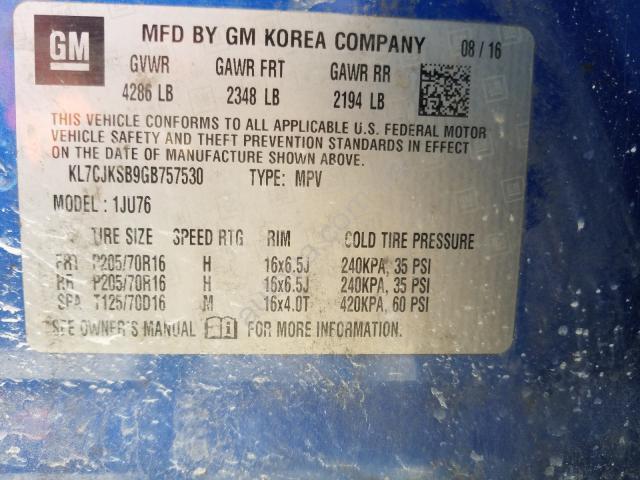 GM
MFD BY GM KOREA COMPANY 08/16
GVWR GAWR FRT GAWR RR
4286 LB 2348 LB 2194 LB
THIS VEHICLE CONFORMS TO ALL APPLICABLE U.S. FEDERAL MOTOR
VEHICLE SAFETY AND THEFT PREVENTION STANDARDS IN EFFECT
ON THE DATE OF MANUFACTURE SHOWN ABOVE.
KL7CJKSB9GB757530 TYPE: MPV
MODEL : 1JU76
TIRE SIZE SPEED RTG RIM COLD TIRE PRESSURE
FRT P205/70R16 H 16x6.5J 240KPA, 35 PSI
RR P205/70R16 H 16x6.5J 240KPA, 35 PSI
SPA T125/70D16 M 16x4.0T 420KPA, 60 PSI
SEE OWNER'S MANUAL FOR MORE INFORMATION.